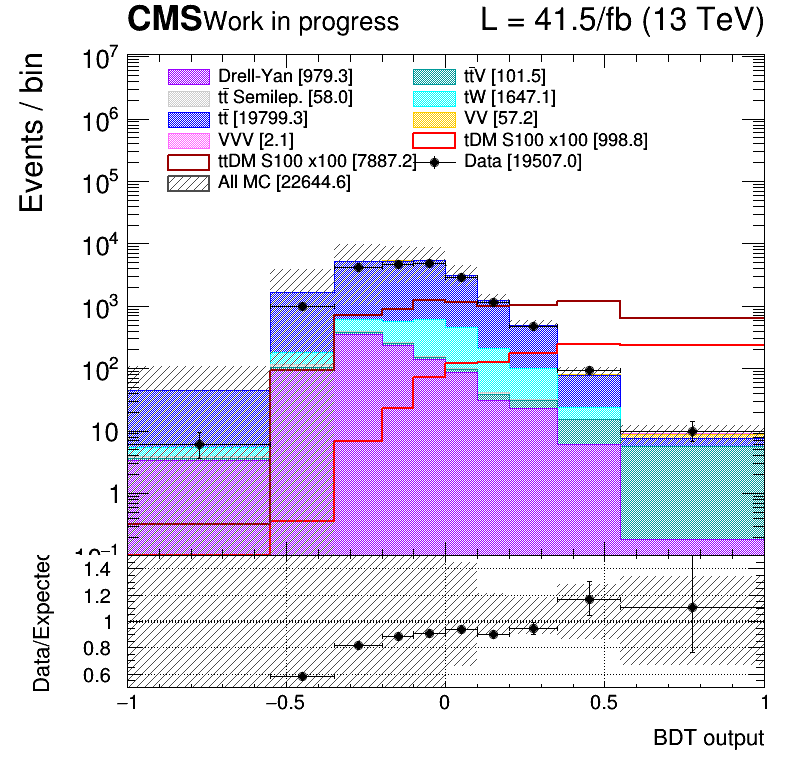 CMS Work in progress L = 41.5/fb (13 TeV)
Events / bin
10⁷
10⁶
10⁵
10⁴
10³
10²
10
1
10⁻¹
Drell-Yan [979.3]
tt̄V [101.5]
tt̄ Semilep. [58.0]
tW [1647.1]
tt̄ [19799.3]
VV [57.2]
VVV [2.1]
tDM S100 x100 [998.8]
ttDM S100 x100 [7887.2]
Data [19507.0]
All MC [22644.6]
Data/Expected
1.4
1.2
1
0.8
0.6
−1 −0.5 0 0.5 1
BDT output